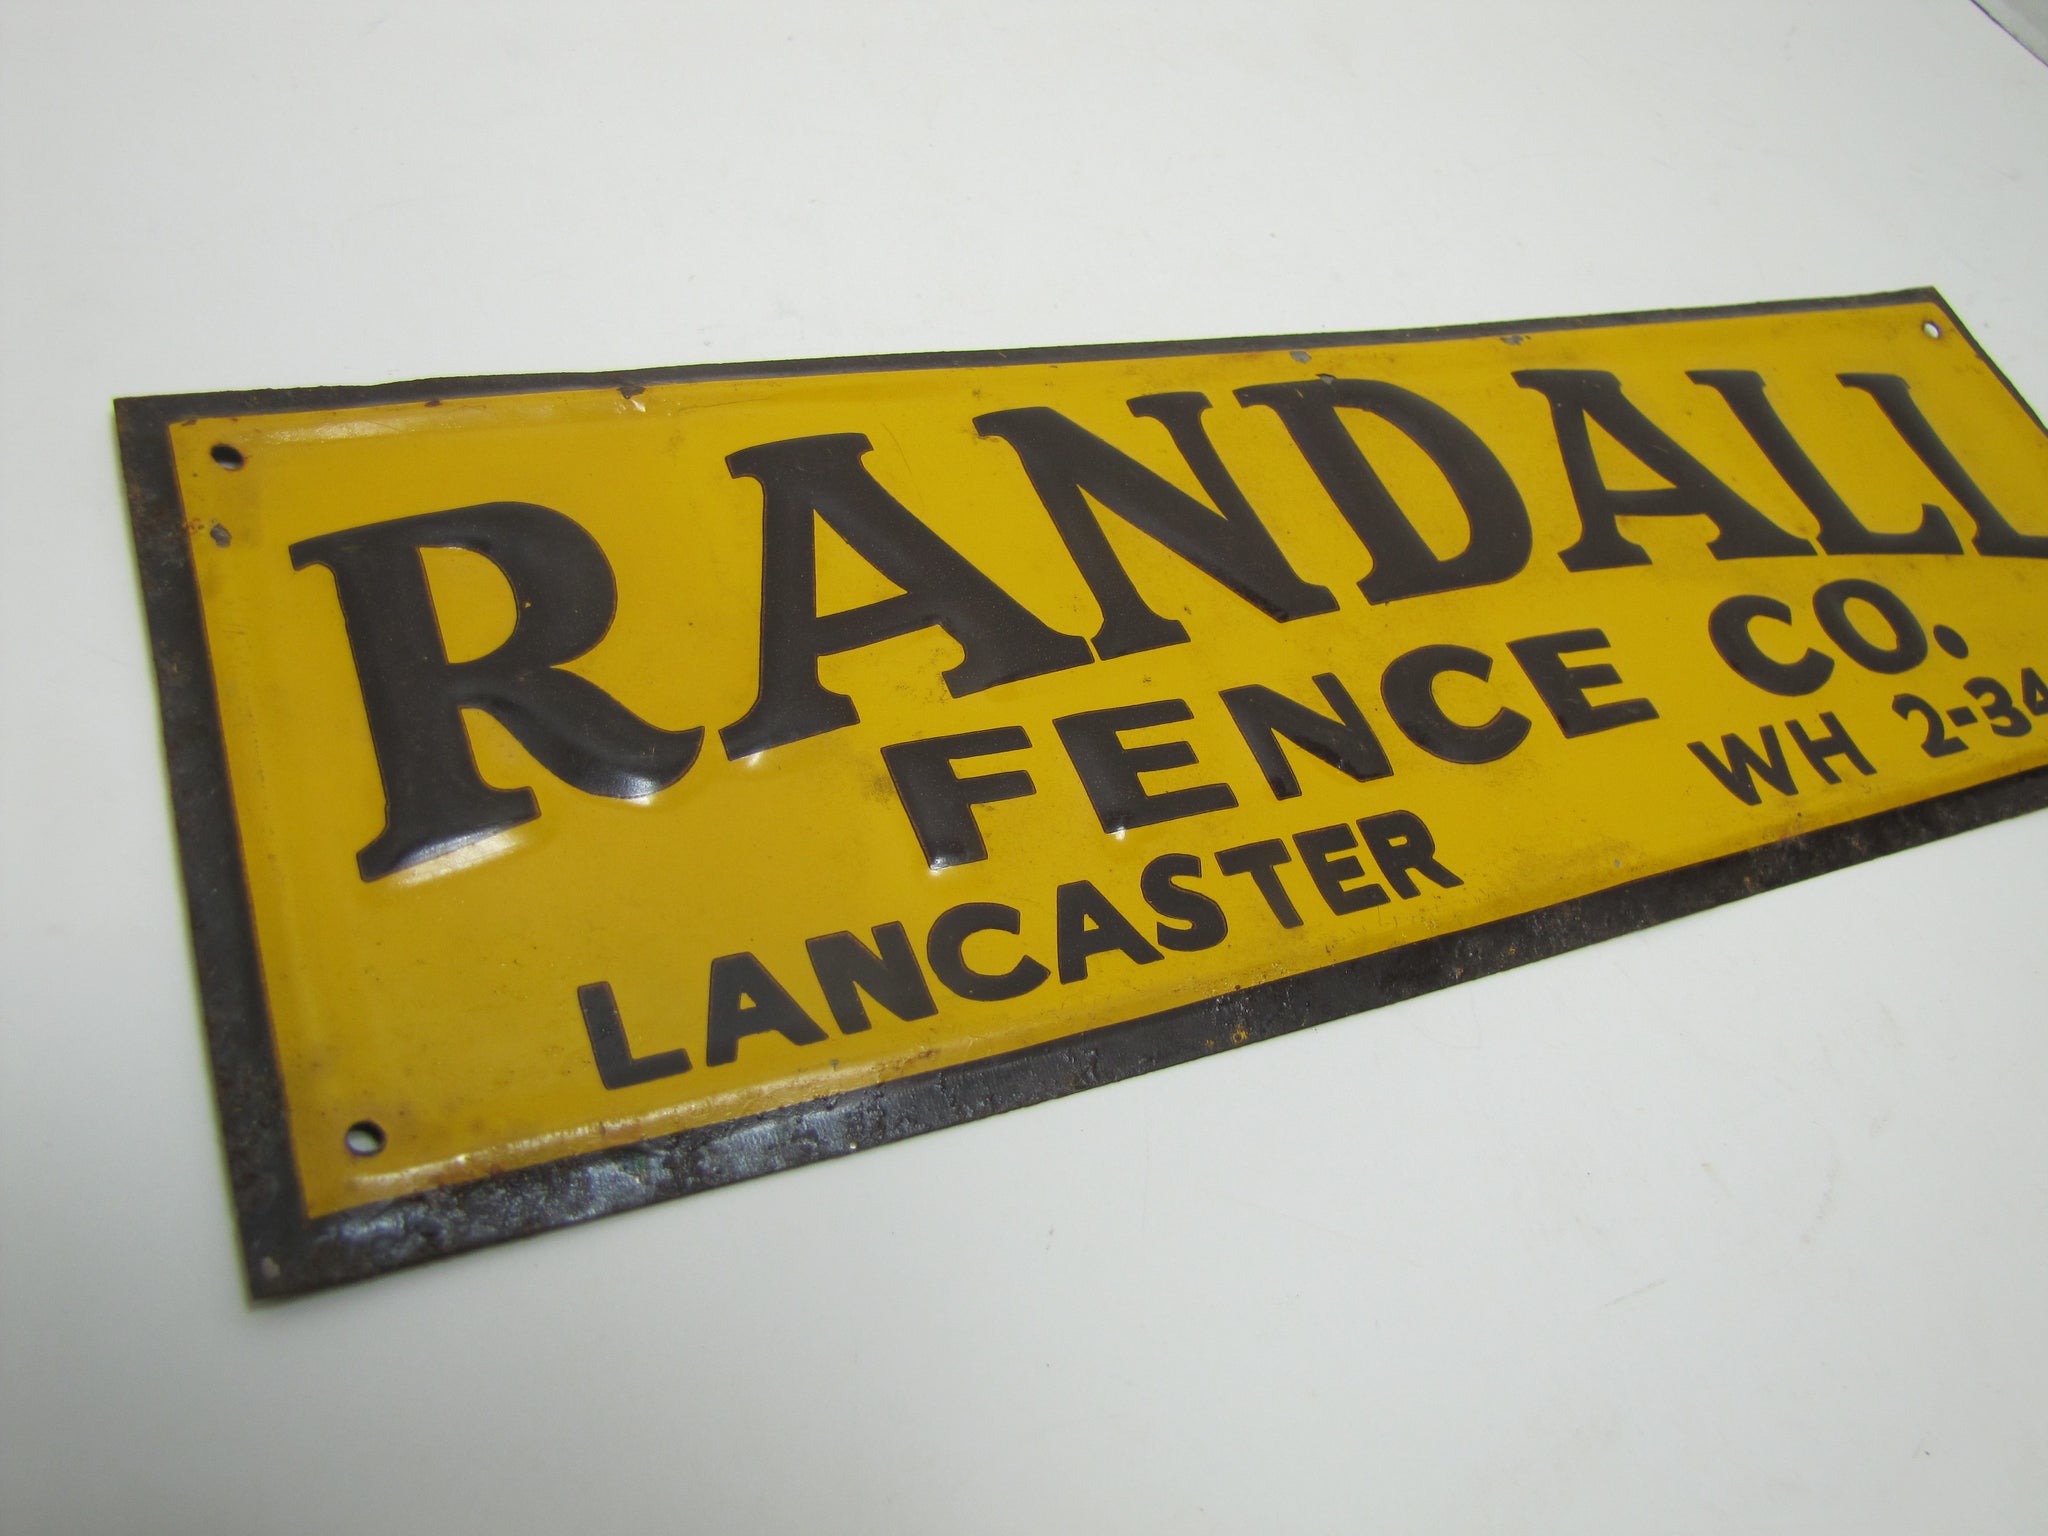 RANDALL
FENCE CO.
LANCASTER WH 2-34